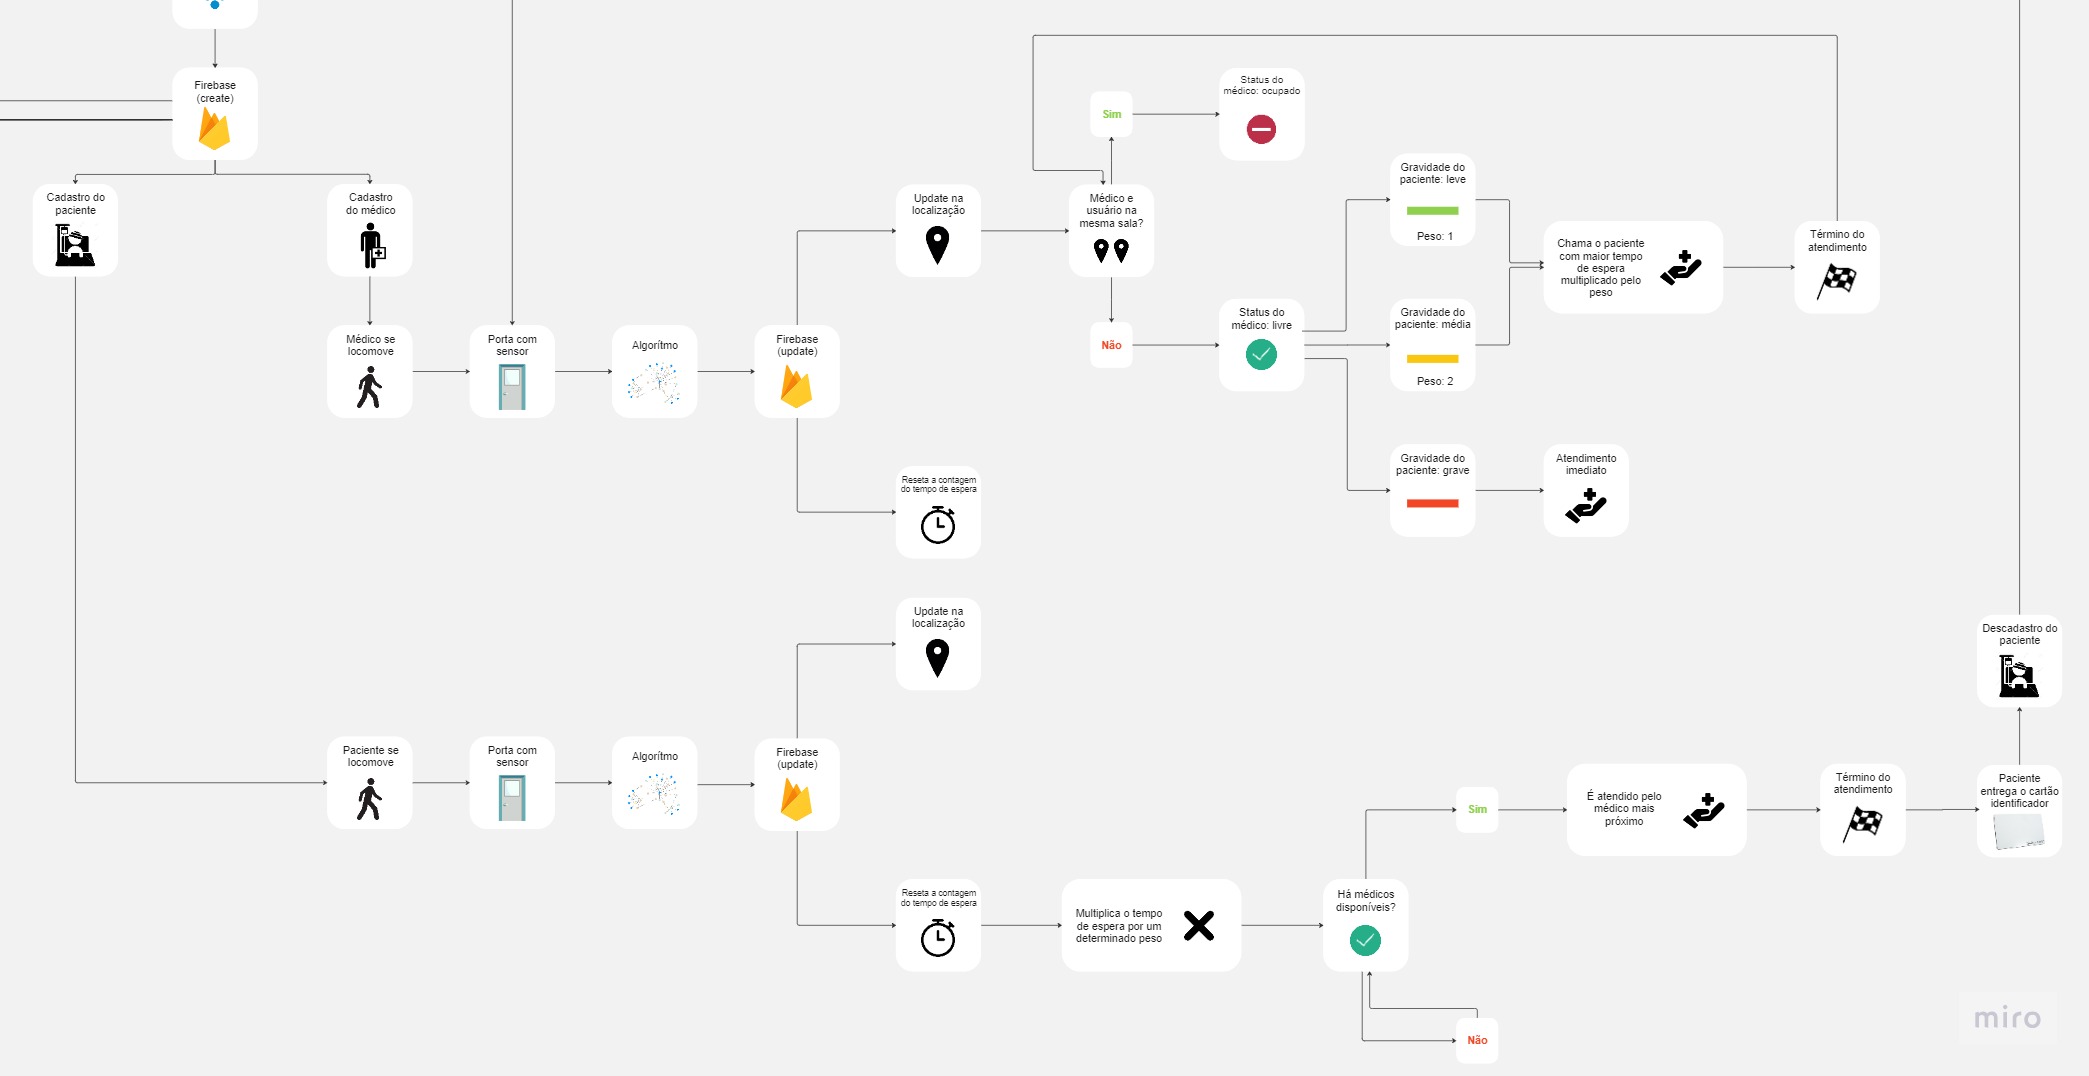 Firebase
(create)
Cadastro do
paciente
Cadastro
do médico
Médico se
locomove
Porta com
sensor
Algorítmo
Firebase
(update)
Update na
localização
Reseta a contagem
do tempo de espera
Médico e
usuário na
mesma sala?
Sim
Status do
médico: ocupado
Não
Status do
médico: livre
Gravidade do
paciente: leve
Peso: 1
Gravidade do
paciente: média
Peso: 2
Gravidade do
paciente: grave
Atendimento
imediato
Chama o paciente
com maior tempo
de espera
multiplicado pelo
peso
Término do
atendimento
Paciente se
locomove
Porta com
sensor
Algorítmo
Firebase
(update)
Update na
localização
Reseta a contagem
do tempo de espera
Multiplica o tempo
de espera por um
determinado peso
Há médicos
disponíveis?
Sim
Não
É atendido pelo
médico mais
próximo
Término do
atendimento
Paciente
entrega o cartão
identificador
Descadastro do
paciente
miro